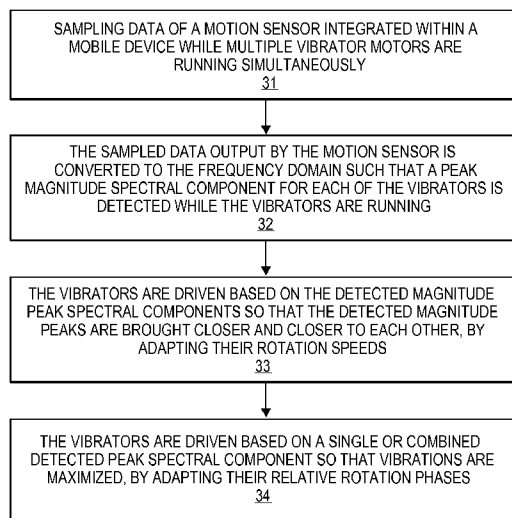 SAMPLING DATA OF A MOTION SENSOR INTEGRATED WITHIN A
MOBILE DEVICE WHILE MULTIPLE VIBRATOR MOTORS ARE
RUNNING SIMULTANEOUSLY
31
THE SAMPLED DATA OUTPUT BY THE MOTION SENSOR IS
CONVERTED TO THE FREQUENCY DOMAIN SUCH THAT A PEAK
MAGNITUDE SPECTRAL COMPONENT FOR EACH OF THE VIBRATORS IS
DETECTED WHILE THE VIBRATORS ARE RUNNING
32
THE VIBRATORS ARE DRIVEN BASED ON THE DETECTED MAGNITUDE
PEAK SPECTRAL COMPONENTS SO THAT THE DETECTED MAGNITUDE
PEAKS ARE BROUGHT CLOSER AND CLOSER TO EACH OTHER, BY
ADAPTING THEIR ROTATION SPEEDS
33
THE VIBRATORS ARE DRIVEN BASED ON A SINGLE OR COMBINED
DETECTED PEAK SPECTRAL COMPONENT SO THAT VIBRATIONS ARE
MAXIMIZED, BY ADAPTING THEIR RELATIVE ROTATION PHASES
34